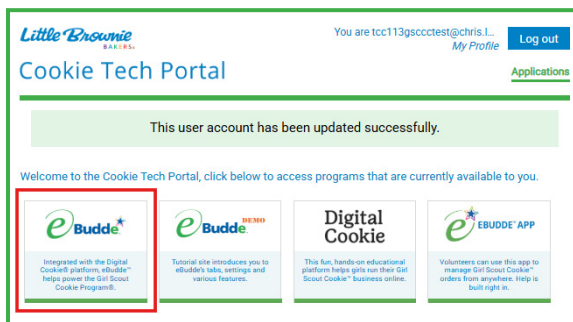 Little Brownie
BAKERS®
You are tcc113gsccctest@chris.l...
My Profile
Log out
Cookie Tech Portal
Applications
This user account has been updated successfully.
Welcome to the Cookie Tech Portal, click below to access programs that are currently available to you.
eBudde
Integrated with the Digital
Cookie® platform, eBudde™
helps power the Girl Scout
Cookie Program®.
eBudde DEMO
Tutorial site introduces you to
eBudde's tabs, settings and
various features.
Digital
Cookie
This fun, hands-on educational
platform helps girls run their Girl
Scout Cookie™ business online.
e EBUDDE™ APP
Volunteers can use this app to
manage Girl Scout Cookie™
orders from anywhere. Help is
built right in.